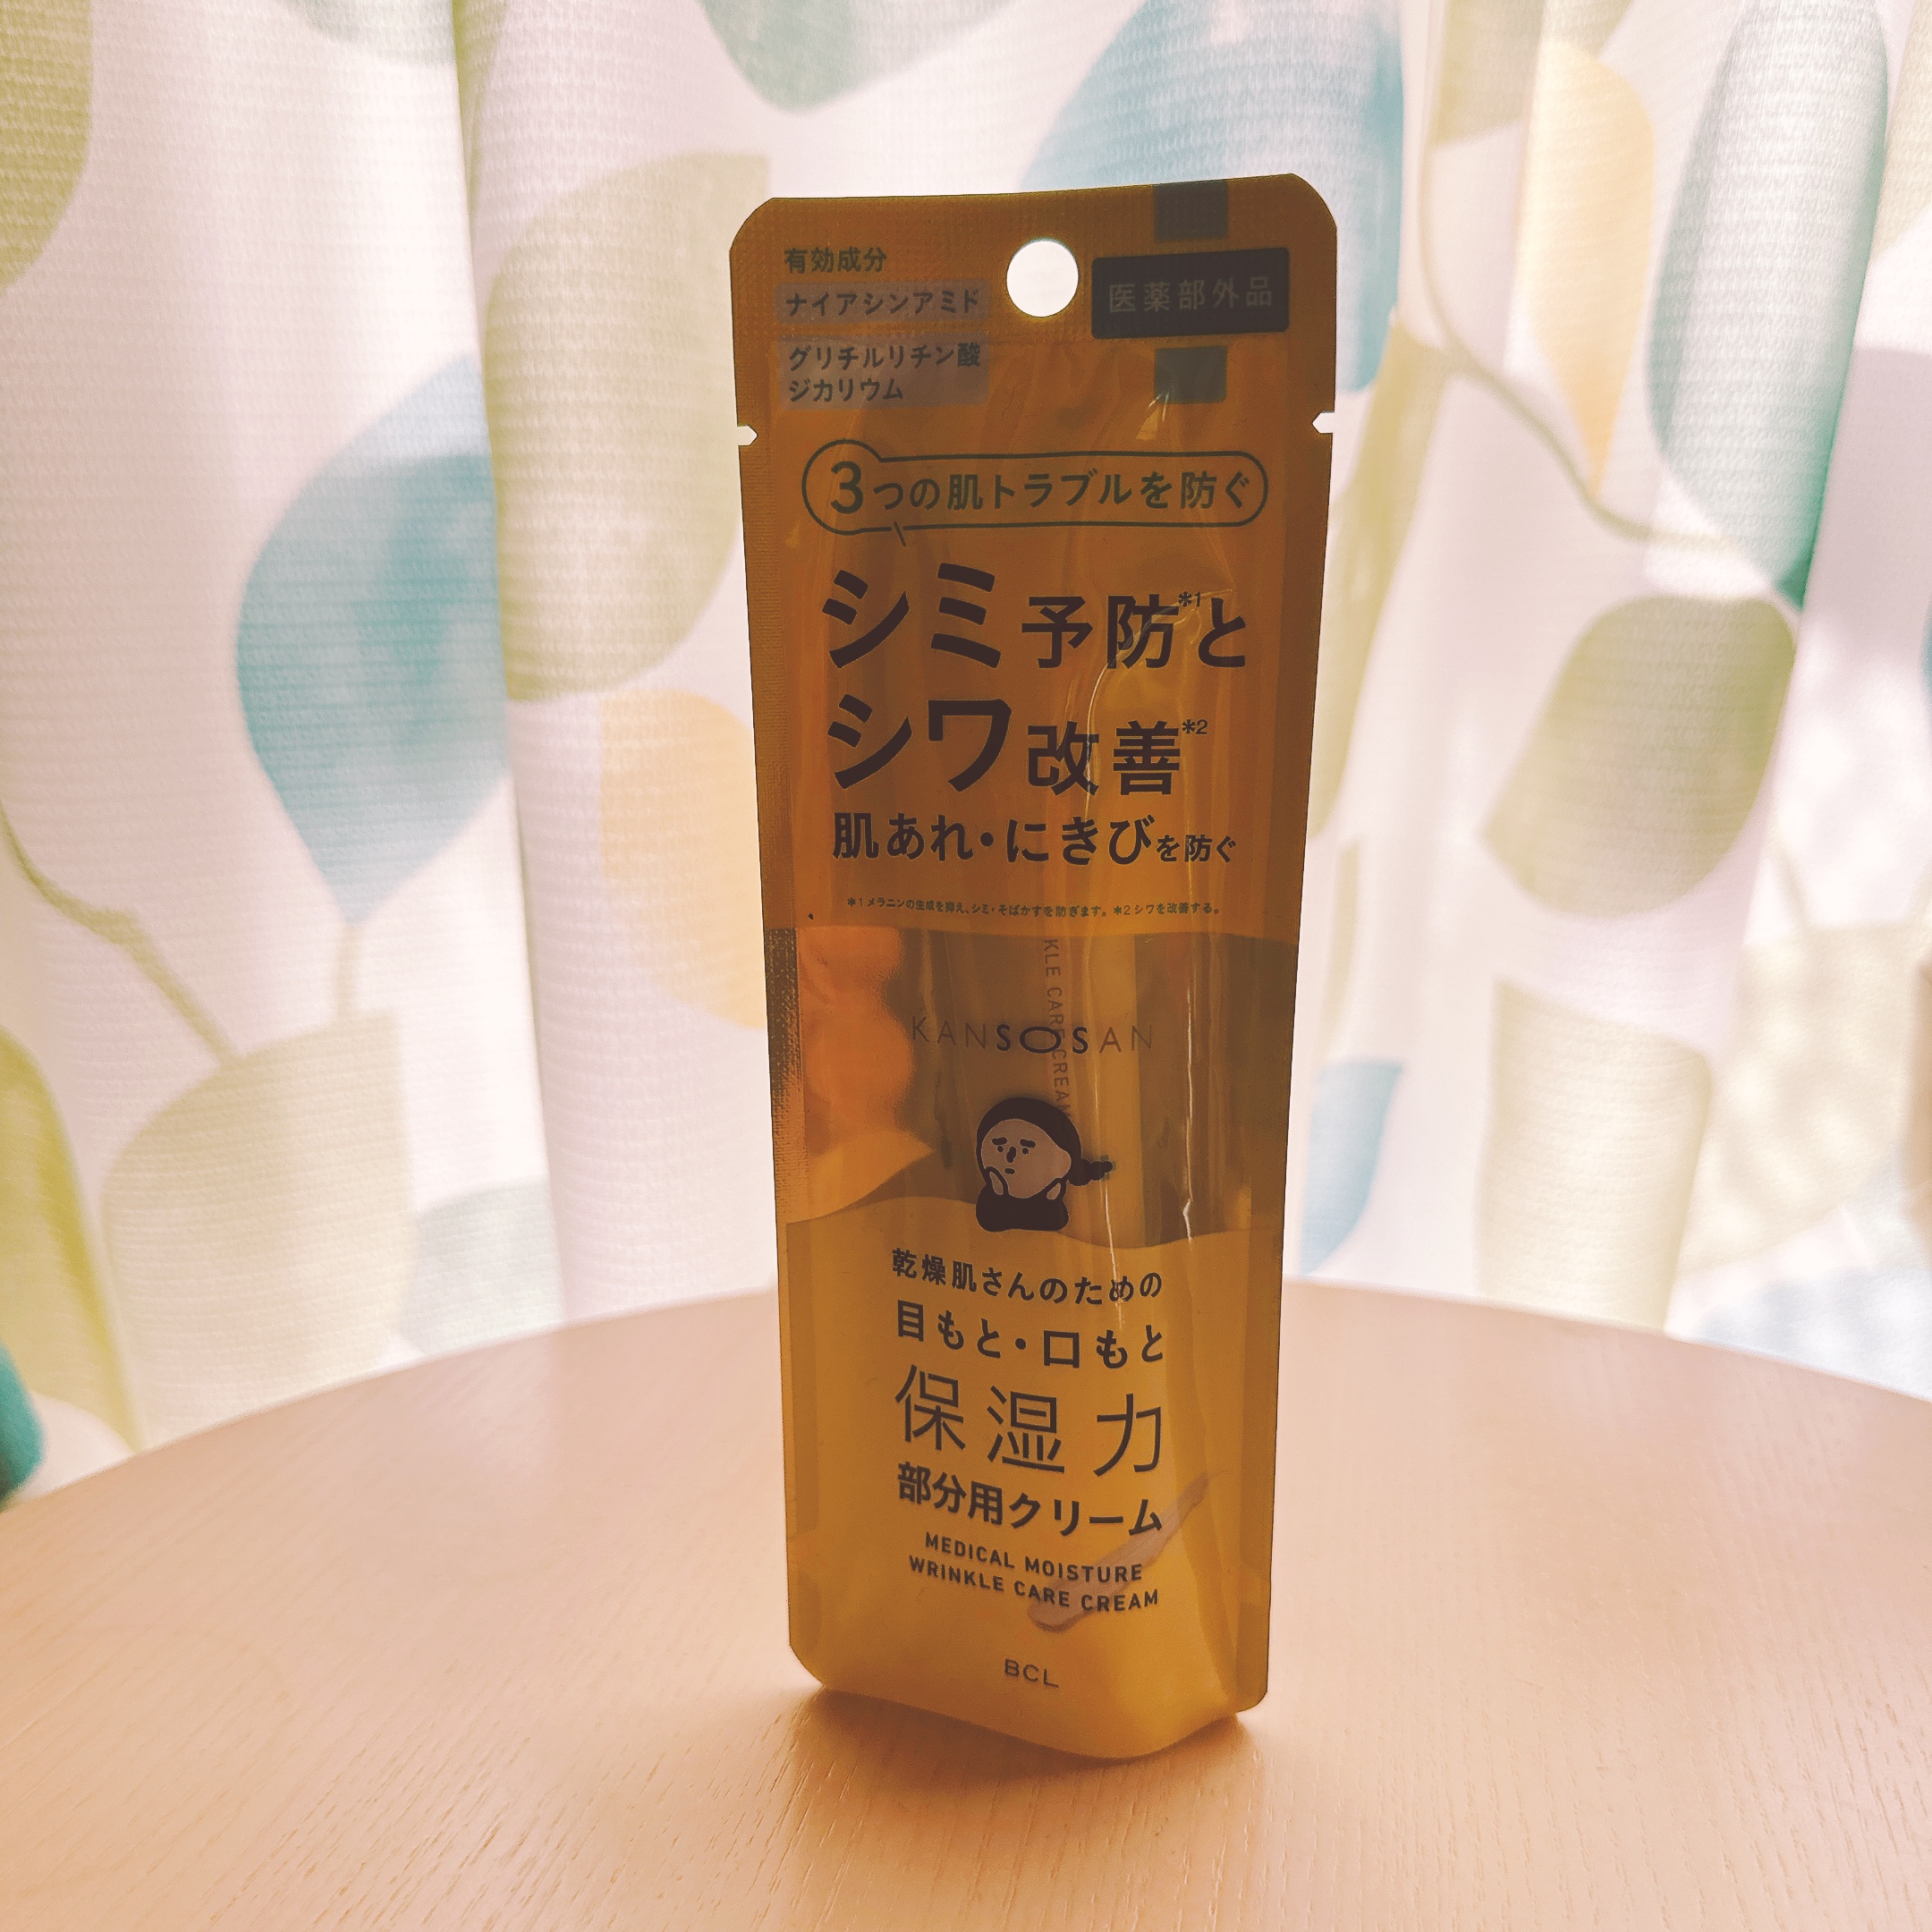 有効成分
ナイアシンアミド
グリチルリチン酸
ジカリウム
医薬部外品
3つの肌トラブルを防ぐ
シミ予防*1と
シワ改善*2
肌あれ・にきびを防ぐ
*1 メラニンの生成を抑え、シミ・そばかすを防ぎます。 *2 シワを改善する。
KLE CARE CREAM
KANSOSAN
乾燥肌さんのための
目もと・口もと
保湿力
部分用クリーム
MEDICAL MOISTURE
WRINKLE CARE CREAM
BCL